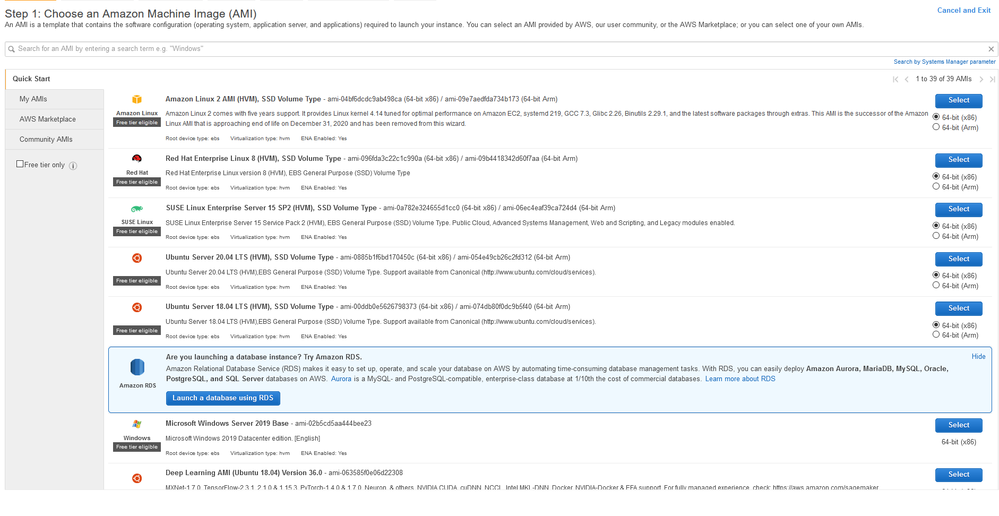 Step 1: Choose an Amazon Machine Image (AMI)
Cancel and Exit
An AMI is a template that contains the software configuration (operating system, application server, and applications) required to launch your instance. You can select an AMI provided by AWS, our user community, or the AWS Marketplace; or you can select one of your own AMIs.
Search for an AMI by entering a search term e.g. "Windows"
Search by Systems Manager parameter
Quick Start
1 to 39 of 39 AMIs
My AMIs
AWS Marketplace
Community AMIs
Free tier only
Amazon Linux
Free tier eligible
Amazon Linux 2 AMI (HVM), SSD Volume Type - ami-04bf6dcdc9ab498ca (64-bit x86) / ami-09e7aedfda734b173 (64-bit Arm)
Amazon Linux 2 comes with five years support. It provides Linux kernel 4.14 tuned for optimal performance on Amazon EC2, systemd 219, GCC 7.3, Glibc 2.26, Binutils 2.29.1, and the latest software packages through extras. This AMI is the successor of the Amazon
Linux AMI that is approaching end of life on December 31, 2020 and has been removed from this wizard.
Root device type: ebs Virtualization type: hvm ENA Enabled: Yes
Select
64-bit (x86)
64-bit (Arm)
Red Hat
Free tier eligible
Red Hat Enterprise Linux 8 (HVM), SSD Volume Type - ami-096fda3c22c1c990a (64-bit x86) / ami-09b4418342d60f7aa (64-bit Arm)
Red Hat Enterprise Linux version 8 (HVM), EBS General Purpose (SSD) Volume Type
Root device type: ebs Virtualization type: hvm ENA Enabled: Yes
Select
64-bit (x86)
64-bit (Arm)
SUSE Linux
Free tier eligible
SUSE Linux Enterprise Server 15 SP2 (HVM), SSD Volume Type - ami-0a782e324655d1cc0 (64-bit x86) / ami-06ec4eaf39ca724d4 (64-bit Arm)
SUSE Linux Enterprise Server 15 Service Pack 2 (HVM), EBS General Purpose (SSD) Volume Type. Public Cloud, Advanced Systems Management, Web and Scripting, and Legacy modules enabled.
Root device type: ebs Virtualization type: hvm ENA Enabled: Yes
Select
64-bit (x86)
64-bit (Arm)
Free tier eligible
Ubuntu Server 20.04 LTS (HVM), SSD Volume Type - ami-0885b1f6bd170450c (64-bit x86) / ami-054e49cb26c2fd312 (64-bit Arm)
Ubuntu Server 20.04 LTS (HVM),EBS General Purpose (SSD) Volume Type. Support available from Canonical (http://www.ubuntu.com/cloud/services).
Root device type: ebs Virtualization type: hvm ENA Enabled: Yes
Select
64-bit (x86)
64-bit (Arm)
Free tier eligible
Ubuntu Server 18.04 LTS (HVM), SSD Volume Type - ami-00ddb0e5626798373 (64-bit x86) / ami-074db80f0dc9b5f40 (64-bit Arm)
Ubuntu Server 18.04 LTS (HVM),EBS General Purpose (SSD) Volume Type. Support available from Canonical (http://www.ubuntu.com/cloud/services).
Root device type: ebs Virtualization type: hvm ENA Enabled: Yes
Select
64-bit (x86)
64-bit (Arm)
Amazon RDS
Are you launching a database instance? Try Amazon RDS.
Hide
Amazon Relational Database Service (RDS) makes it easy to set up, operate, and scale your database on AWS by automating time-consuming database management tasks. With RDS, you can easily deploy Amazon Aurora, MariaDB, MySQL, Oracle,
PostgreSQL, and SQL Server databases on AWS. Aurora is a MySQL- and PostgreSQL-compatible, enterprise-class database at 1/10th the cost of commercial databases. Learn more about RDS
Launch a database using RDS
Windows
Free tier eligible
Microsoft Windows Server 2019 Base - ami-02b5cd5aa444bee23
Microsoft Windows 2019 Datacenter edition. [English]
Root device type: ebs Virtualization type: hvm ENA Enabled: Yes
Select
64-bit (x86)
Deep Learning AMI (Ubuntu 18.04) Version 36.0 - ami-063585f0e06d22308
MXNet-1.7.0, TensorFlow-2.3.1, 2.1.0 & 1.15.3, PyTorch-1.4.0 & 1.7.0, Neuron, & others. NVIDIA CUDA, cuDNN, NCCL, Intel MKL-DNN, Docker, NVIDIA-Docker & EFA support. For fully managed experience, check: https://aws.amazon.com/sagemaker
Select